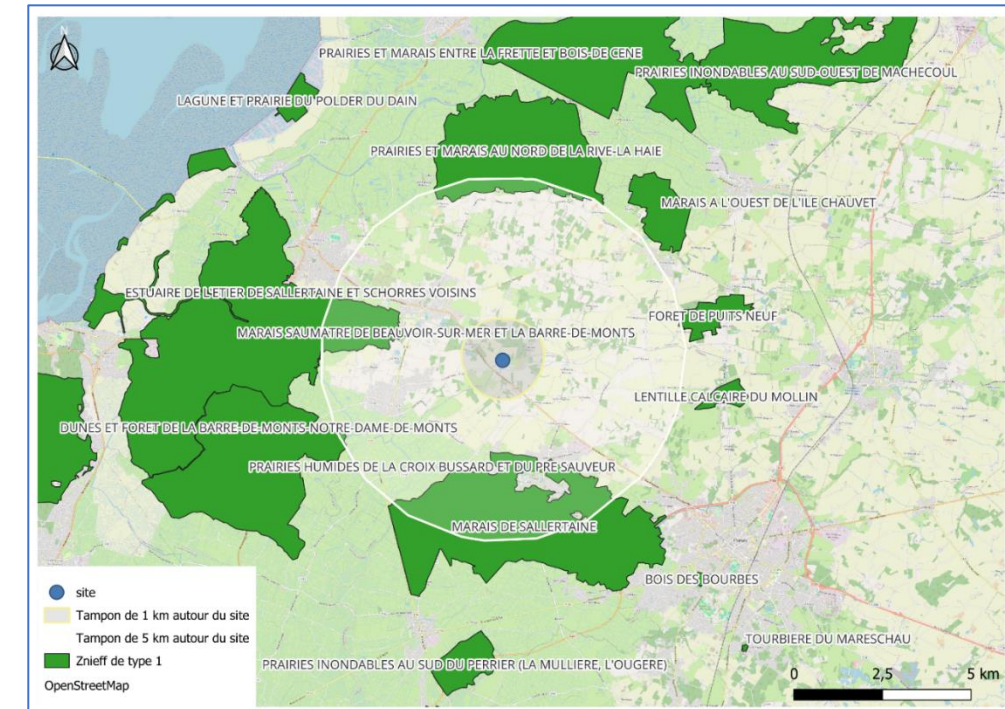 PRAIRIES ET MARAIS ENTRE LA FRETTE ET BOIS-DE CENE
PRAIRIES INONDABLES AU SUD-OUEST DE MACHECOUL
LAGUNE ET PRAIRIE DU POLDER DU DAIN
PRAIRIES ET MARAIS AU NORD DE LA RIVE-LA HAIE
MARAIS A L'OUEST DE L'ILE CHAUVET
ESTUAIRE DE L'ETIER DE SALLERTAINE ET SCHORRES VOISINS
FORET DE PUITS NEUF
MARAIS SAUMATRE DE BEAUVOIR-SUR-MER ET LA BARRE-DE-MONTS
LENTILLE CALCAIRE DU MOLLIN
DUNES ET FORET DE LA BARRE-DE-MONTS-NOTRE-DAME-DE-MONTS
PRAIRIES HUMIDES DE LA CROIX BUSSARD ET DU PRE SAUVEUR
MARAIS DE SALLERTAINE
BOIS DES BOURBES
TOURBIERE DU MARESCHAU
PRAIRIES INONDABLES AU SUD DU PERRIER (LA MULLIERE, L'OUGERE)
site
Tampon de 1 km autour du site
Tampon de 5 km autour du site
Znieff de type 1
OpenStreetMap
0 2,5 5 km